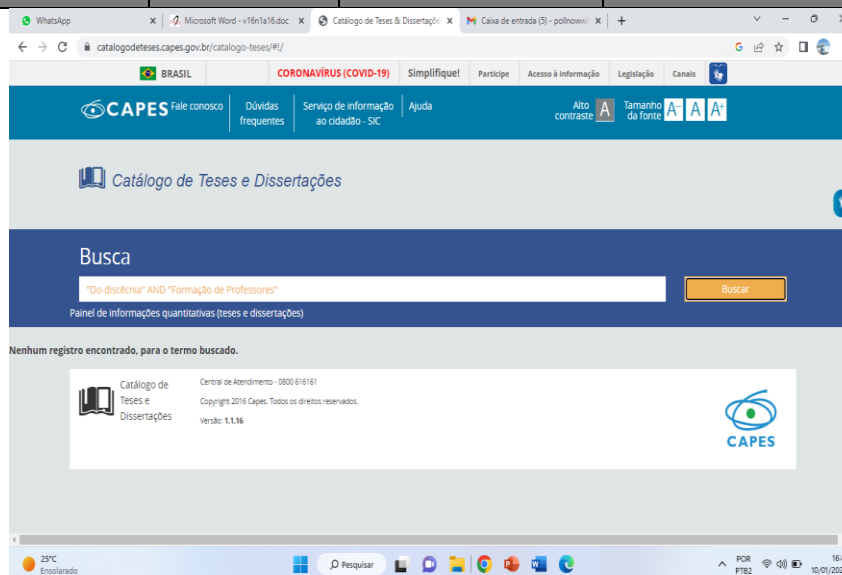 WhatsApp
Microsoft Word - v16n1a16.doc
Catálogo de Teses & Dissertaçõe
Caixa de entrada (5) - pollnoww
catalogodeteses.capes.gov.br/catalogo-teses/#!/
BRASIL
CORONAVÍRUS (COVID-19)
Simplifique!
Participe
Acesso à informação
Legislação
Canais
CAPES
Fale conosco
Dúvidas
frequentes
Serviço de informação
ao cidadão - SIC
Ajuda
Alto
contraste
A
Tamanho
da fonte
A- A A+
Catálogo de Teses e Dissertações
Busca
"Do-discêcnia" AND "Formação de Professores"
Buscar
Painel de informações quantitativas (teses e dissertações)
Nenhum registro encontrado, para o termo buscado.
Catálogo de
Teses e
Dissertações
Central de Atendimento - 0800 616161
Copyright 2016 Capes. Todos os direitos reservados.
Versão: 1.1.16
CAPES
25°C
Ensolarado
Pesquisar
POR
PTB2
16:
10/01/202